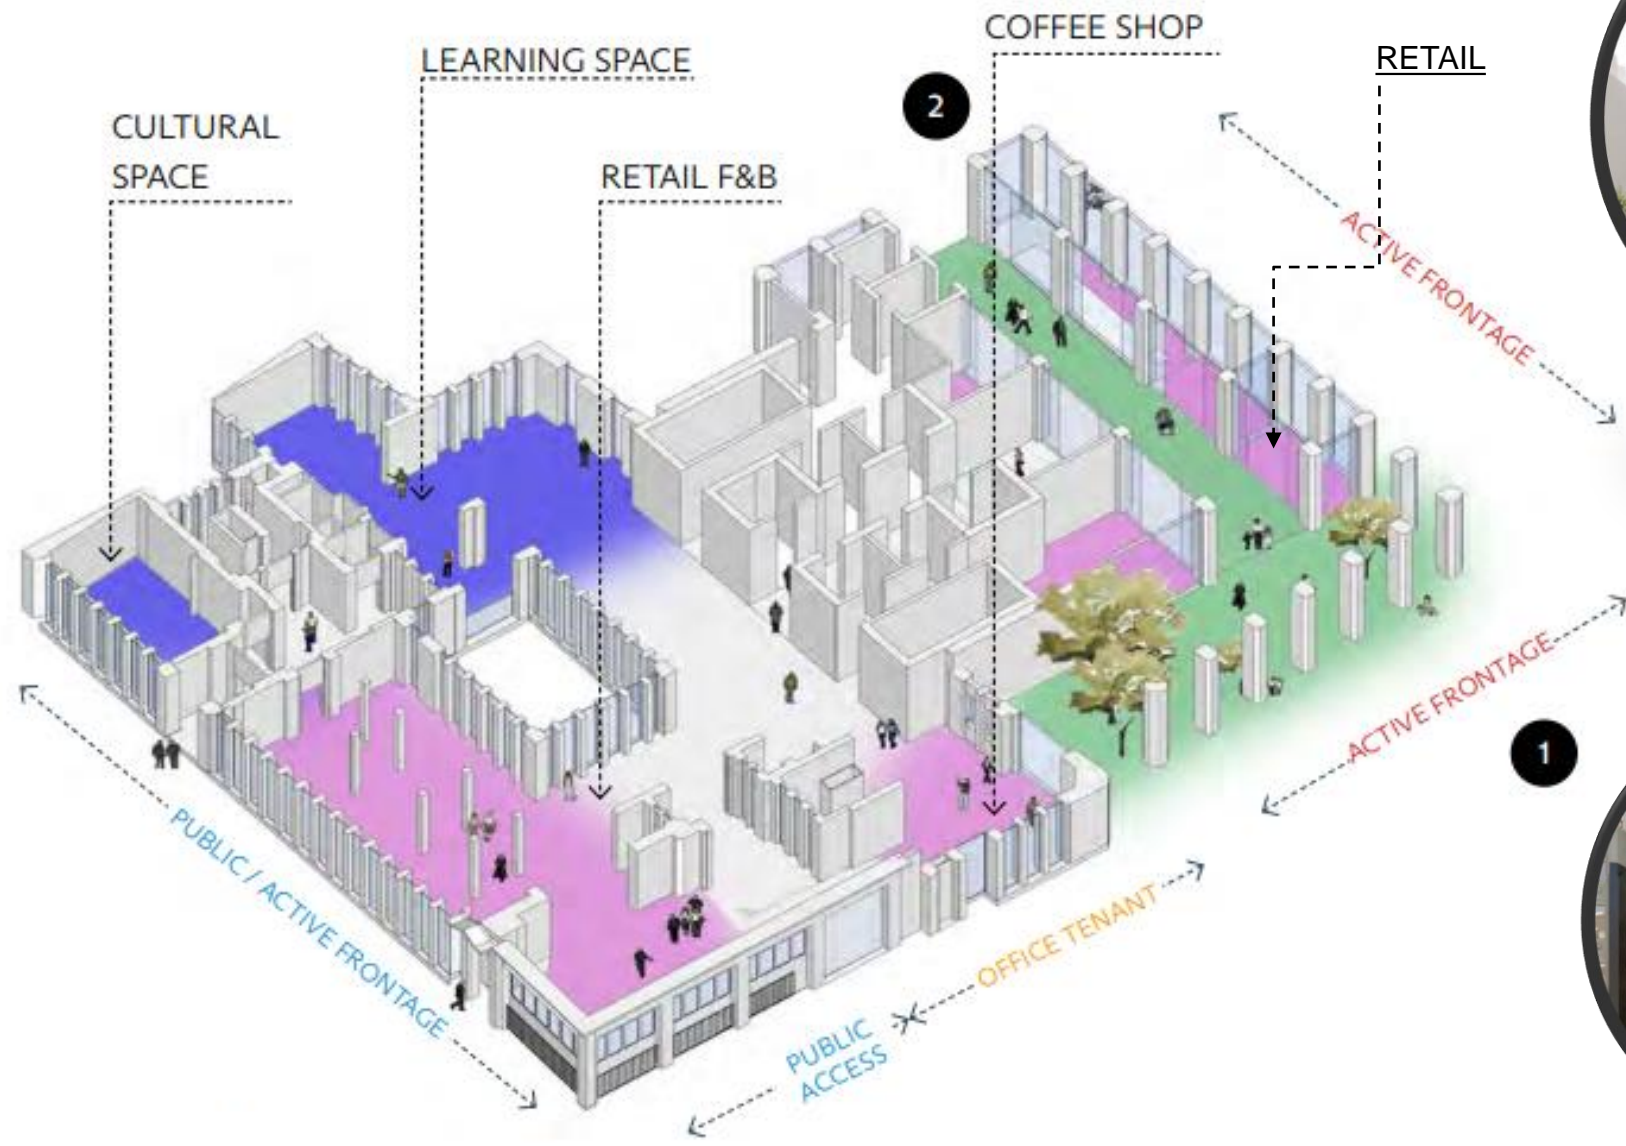 COFFEE SHOP
LEARNING SPACE
RETAIL
2
CULTURAL
SPACE
RETAIL F&B
ACTIVE FRONTAGE
ACTIVE FRONTAGE
1
PUBLIC / ACTIVE FRONTAGE
OFFICE TENANT
PUBLIC
ACCESS